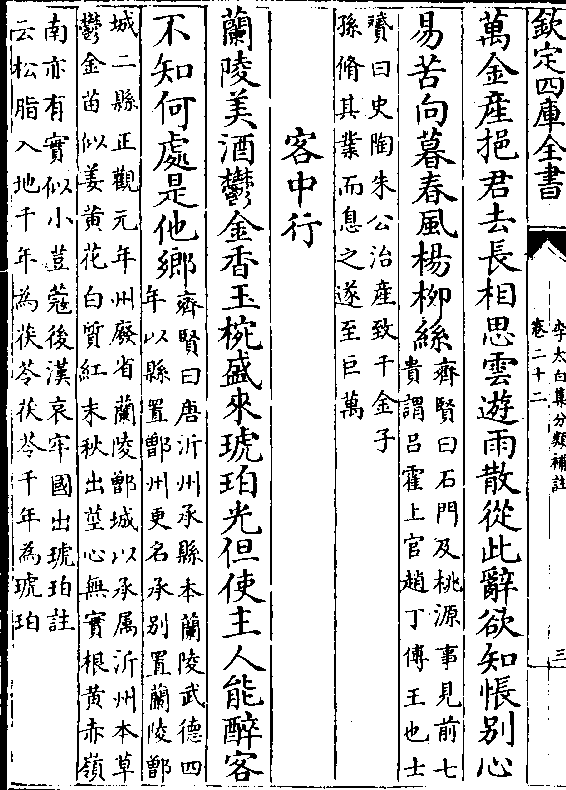 欽定四庫全書
李太白集分類補註
卷二十二
三
萬金產挹君去長相思雲遊雨散從此辭欲知悵別心
易苦向暮春風楊柳絲
齊賢曰石門及桃源事見前七
貴謂呂霍上官趙丁傅王也士
贇曰史陶朱公治產致千金子
孫脩其業而息之遂至巨萬
客中行
蘭陵美酒鬱金香玉椀盛來琥珀光但使主人能醉客
不知何處是他鄉
齊賢曰唐沂州承縣本蘭陵武德四
年以縣置鄫州更名承別置蘭陵鄫
城二縣正觀元年州廢省蘭陵鄫城以承属沂州本草
鬱金苗似姜黄花白質紅末秋出莖心無實根黄赤嶺
南亦有實似小荳蔻後漢哀牢國出琥珀註
云松脂入地千年為茯苓茯苓千年為琥珀